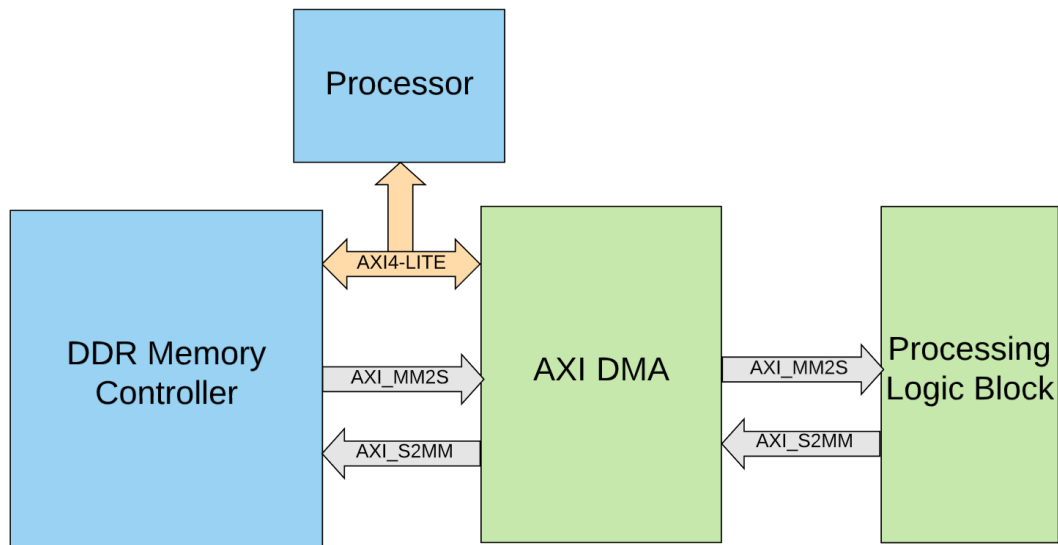 Processor
AXI4-LITE
DDR Memory
Controller
AXI_MM2S
AXI_S2MM
AXI DMA
AXI_MM2S
AXI_S2MM
Processing
Logic Block